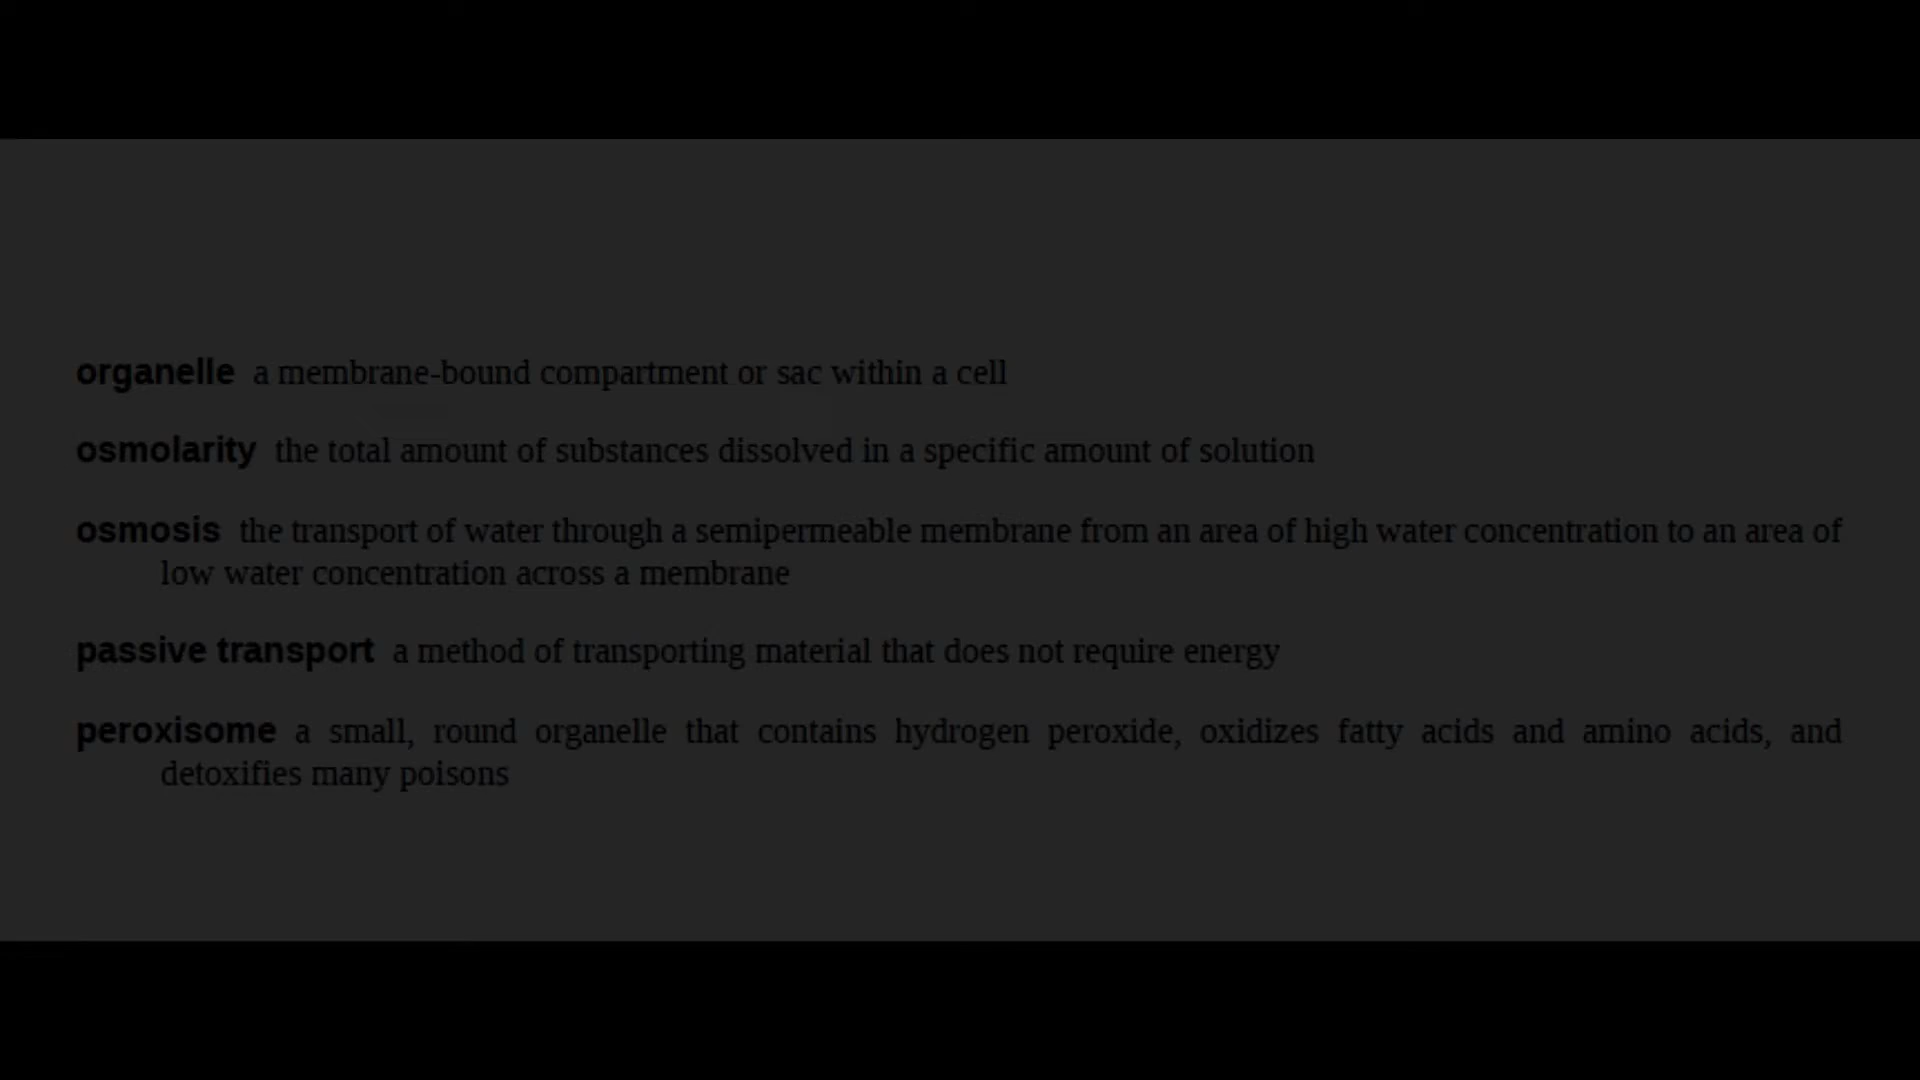 organelle a membrane-bound compartment or sac within a cell
osmolarity the total amount of substances dissolved in a specific amount of solution
osmosis the transport of water through a semipermeable membrane from an area of high water concentration to an area of
low water concentration across a membrane
passive transport a method of transporting material that does not require energy
peroxisome a small, round organelle that contains hydrogen peroxide, oxidizes fatty acids and amino acids, and
detoxifies many poisons